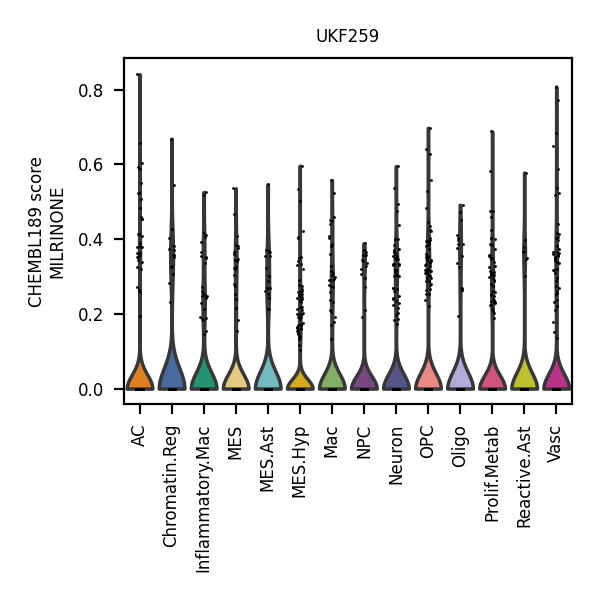 UKF259
CHEMBL189 score
MILRINONE
0.8
0.6
0.4
0.2
0.0
AC
Chromatin.Reg
Inflammatory.Mac
MES
MES.Ast
MES.Hyp
Mac
NPC
Neuron
OPC
Oligo
Prolif.Metab
Reactive.Ast
Vasc